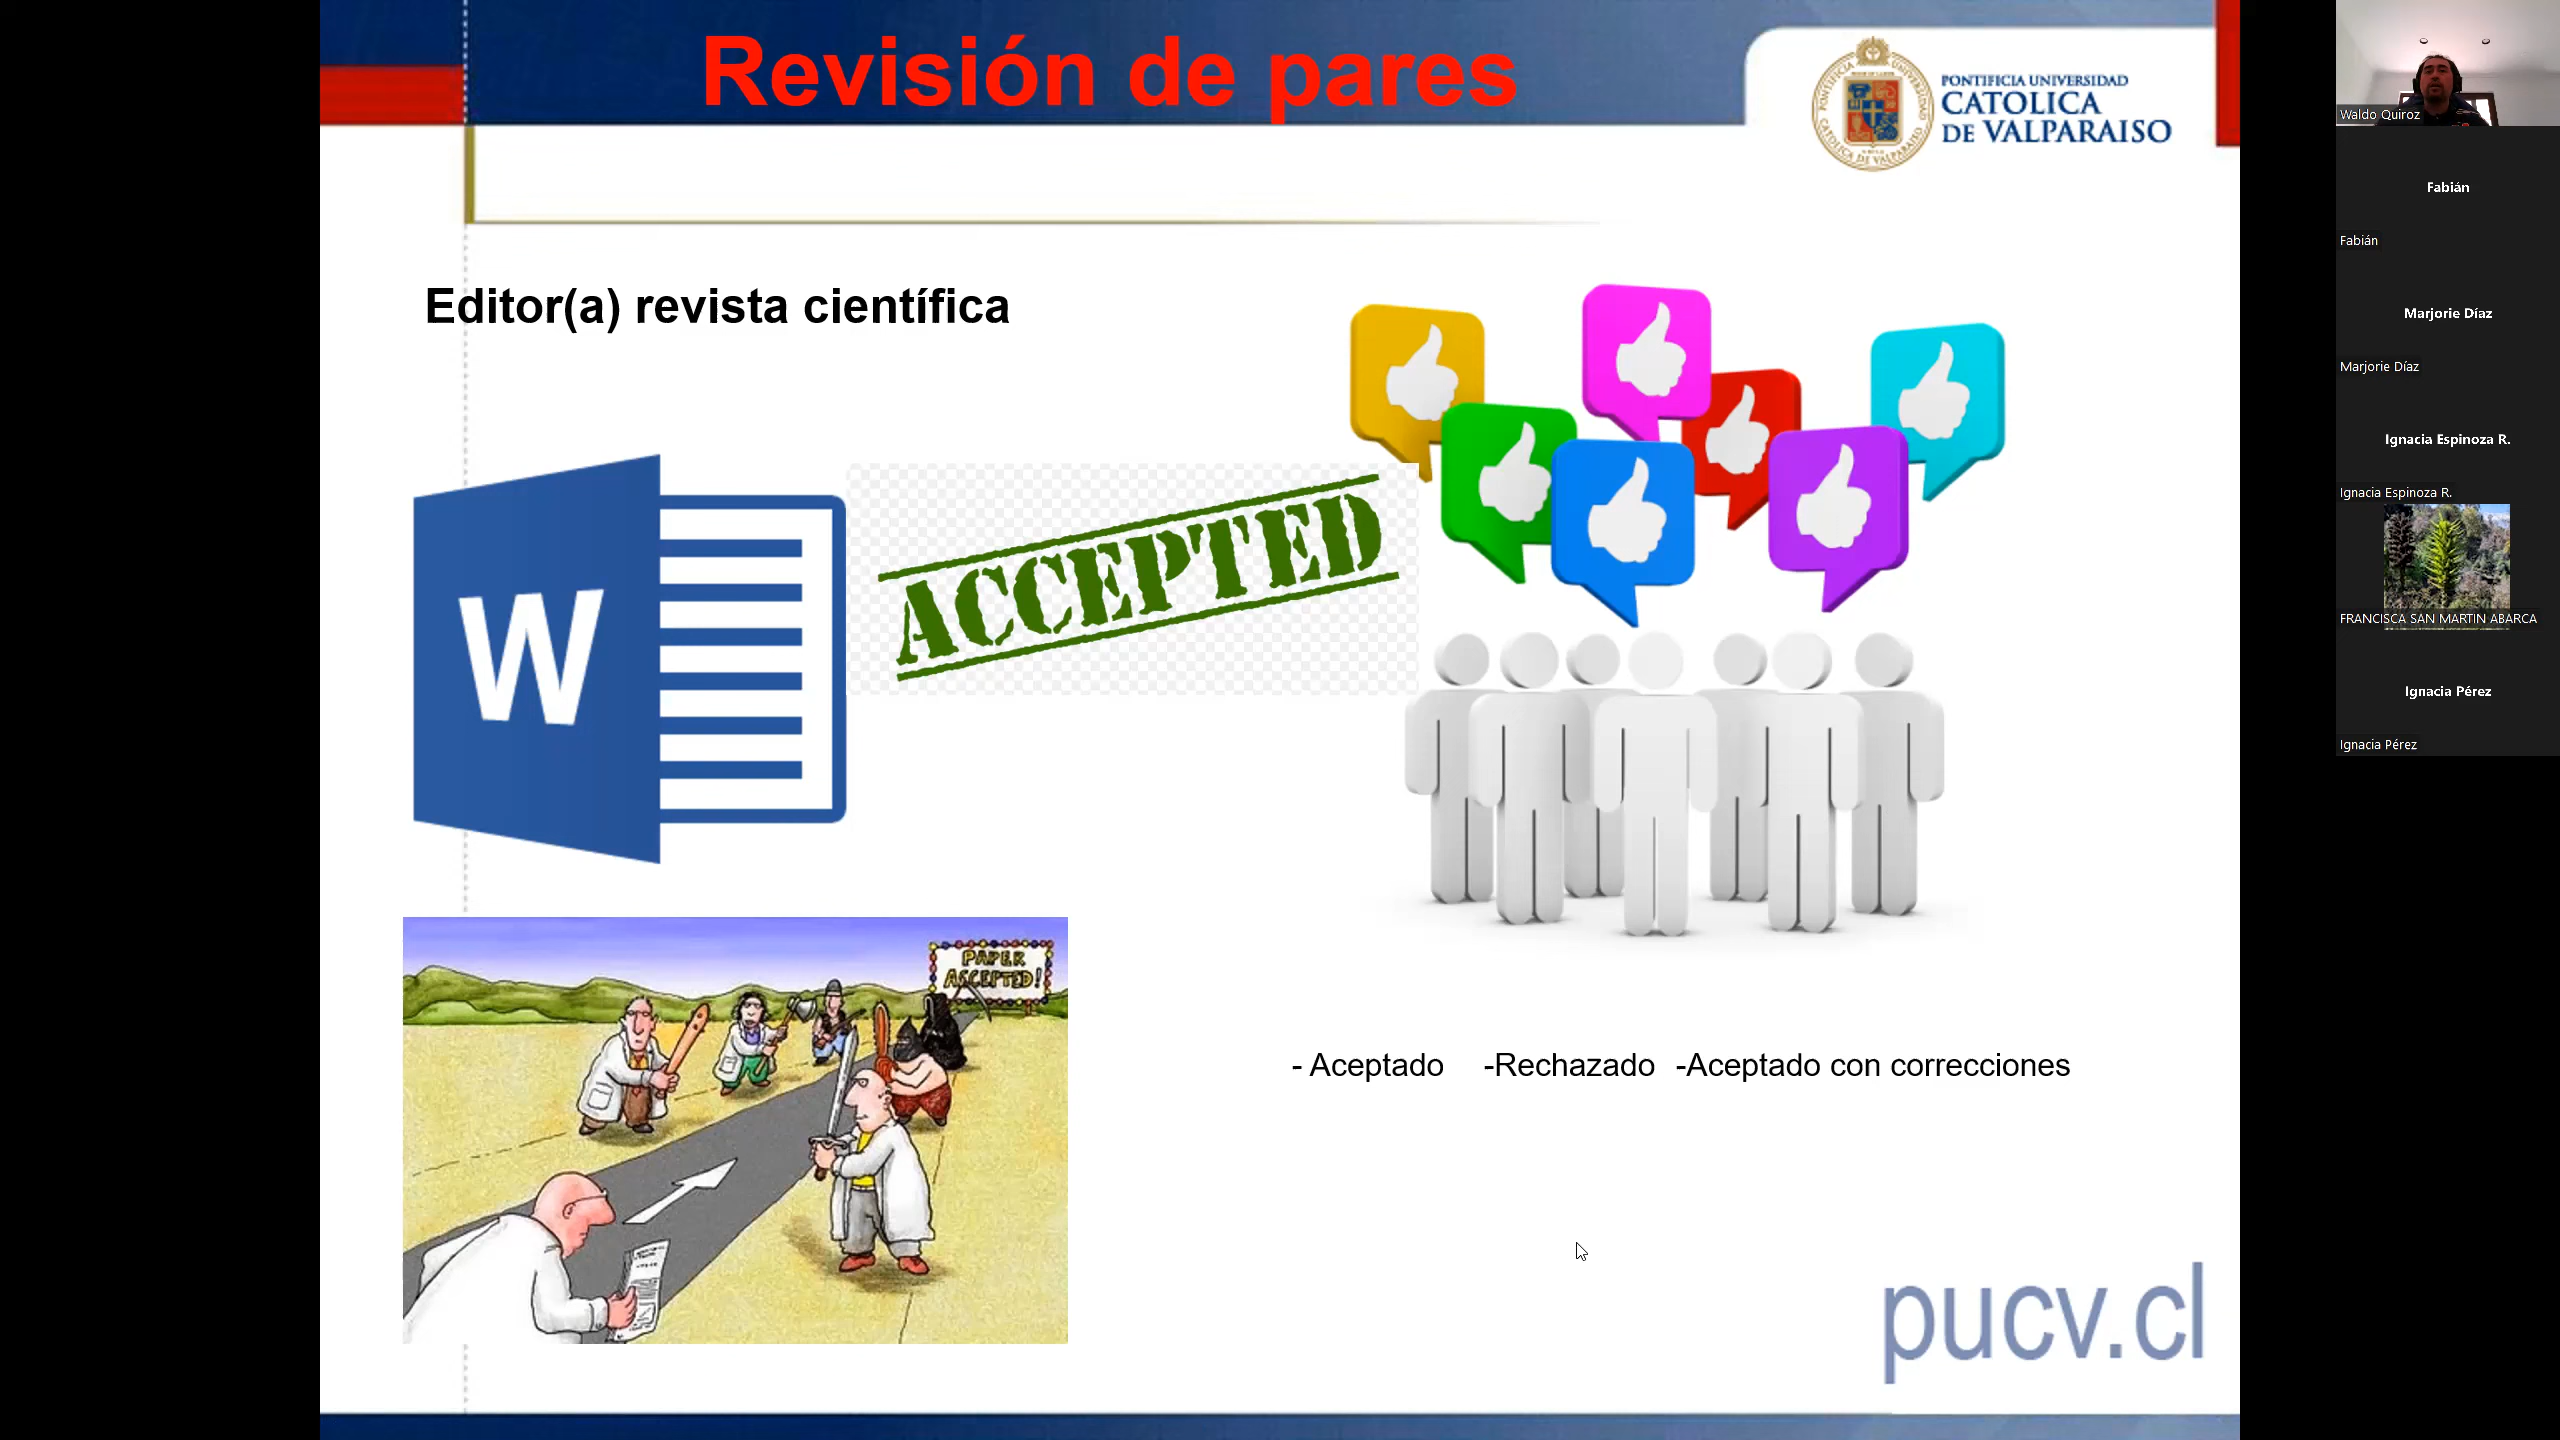 Revisión de pares
PONTIFICIA UNIVERSIDAD
CATOLICA
DE VALPARAISO
Editor(a) revista científica
W
ACCEPTED
PAPER
ACCEPTED!
- Aceptado -Rechazado -Aceptado con correcciones
pucv.cl
Waldo Quiroz
Fabián
Fabián
Marjorie Díaz
Marjorie Díaz
Ignacia Espinoza R.
Ignacia Espinoza R.
FRANCISCA SAN MARTIN ABARCA
Ignacia Pérez
Ignacia Pérez